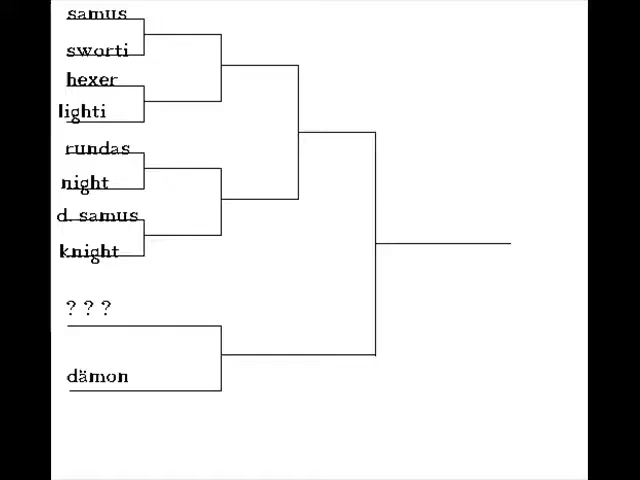 samus
sworti
hexer
lighti
rundas
night
d. samus
knight
? ? ?
dämon